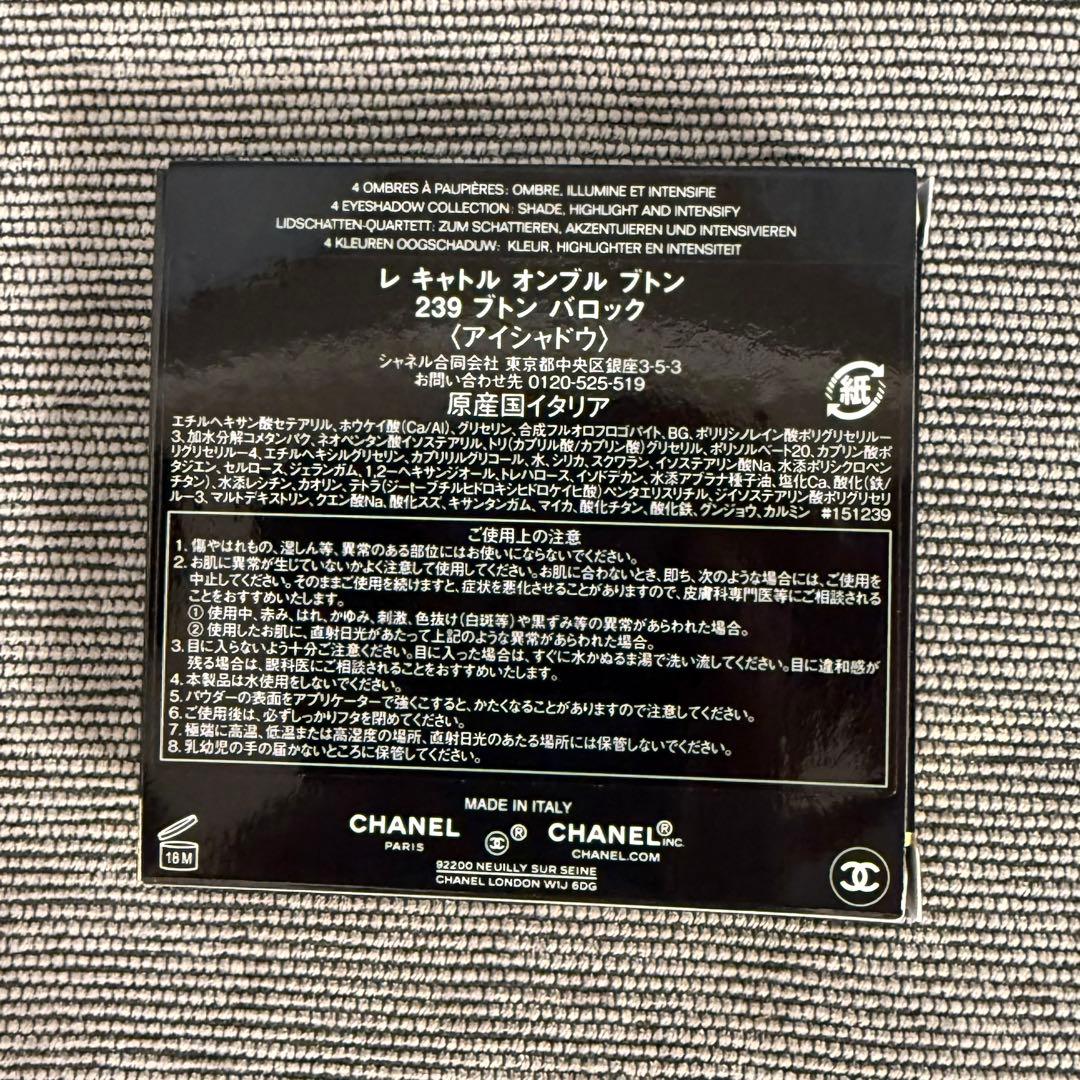 4 OMBRES À PAUPIÈRES: OMBRE, ILLUMINE ET INTENSIFIE
4 EYESHADOW COLLECTION: SHADE, HIGHLIGHT AND INTENSIFY
LIDSCHATTEN-QUARTETT: ZUM SCHATTIEREN, AKZENTUIEREN UND INTENSIVIEREN
4 KLEUREN OOGSCHADUW: KLEUR, HIGHLIGHTER EN INTENSITEIT
レ キャトル オンブル ブトン
239 ブトン バロック
〈アイシャドウ〉
シャネル合同会社 東京都中央区銀座3-5-3
お問い合わせ先 0120-525-519
原産国イタリア
紙
エチルヘキサン酸セテアリル、ホウケイ酸(Ca/Al)、グリセリン、合成フルオロフロゴパイト、BG、ポリリシノレイン酸ポリグリセリルー
3、加水分解コメタンパク、ネオペンタン酸イソステアリル、トリ(カプリル酸/カプリン酸)グリセリル、ポリソルベート20、カプリン酸ポ
リグリセリルー4、エチルヘキシルグリセリン、カプリリルグリコール、水、シリカ、スクワラン、イソステアリン酸Na、水添ポリシクロペン
タジエン、セルロース、ジェランガム、1,2ーヘキサンジオール、トレハロース、イソドデカン、水添アブラナ種子油、塩化Ca、酸化(鉄/
チタン)、水添レシチン、カオリン、テトラ(ジーtーブチルヒドロキシヒドロケイヒ酸)ペンタエリスリチル、ジイソステアリン酸ポリグリセリ
ルー3、マルトデキストリン、クエン酸Na、酸化スズ、キサンタンガム、マイカ、酸化チタン、酸化鉄、グンジョウ、カルミン #151239
ご使用上の注意
1. 傷やはれもの、湿しん等、異常のある部位にはお使いにならないでください。
2. お肌に異常が生じていないかよく注意して使用してください。お肌に合わないとき、即ち、次のような場合には、ご使用を
中止してください。そのままご使用を続けますと、症状を悪化させることがありますので、皮膚科専門医等にご相談される
ことをおすすめいたします。
① 使用中、赤み、はれ、かゆみ、刺激、色抜け(白斑等)や黒ずみ等の異常があらわれた場合。
② 使用したお肌に、直射日光があたって上記のような異常があらわれた場合。
3. 目に入らないよう十分ご注意ください。目に入った場合は、すぐに水かぬるま湯で洗い流してください。目に違和感が
残る場合は、眼科医にご相談されることをおすすめいたします。
4. 本製品は水使用をしないでください。
5. パウダーの表面をアプリケーターで強くこすると、かたくなることがありますので注意してください。
6. ご使用後は、必ずしっかりフタを閉めてください。
7. 極端に高温、低温または高湿度の場所、直射日光のあたる場所には保管しないでください。
8. 乳幼児の手の届かないところに保管してください。
18M
MADE IN ITALY
CHANEL ® CHANEL® INC.
PARIS CHANEL.COM
92200 NEUILLY SUR SEINE
CHANEL LONDON W1J 6DG